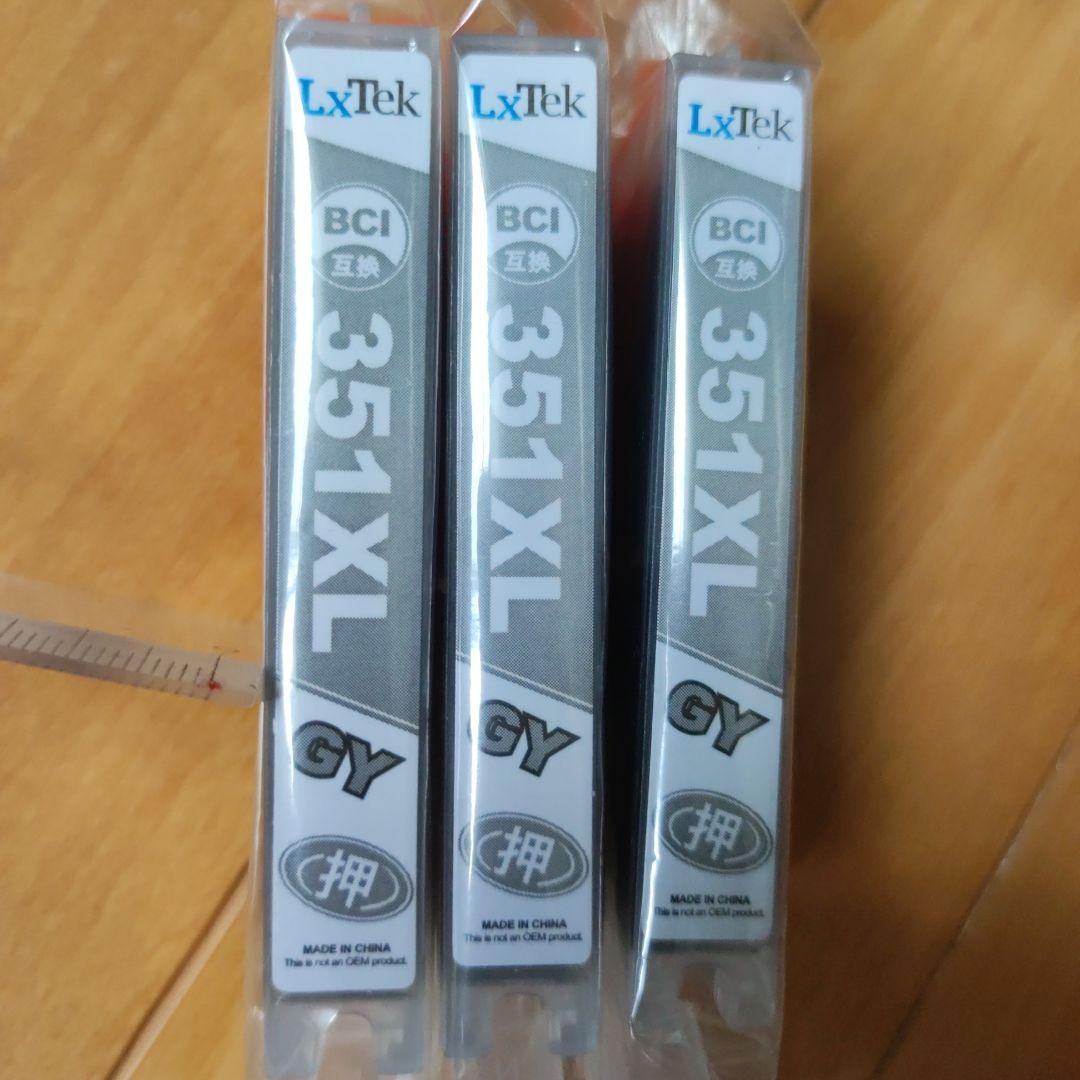 LxTek
BCI
互換
351XL
GY
押
MADE IN CHINA
This is not an OEM product.
LxTek
BCI
互換
351XL
GY
押
MADE IN CHINA
This is not an OEM product.
LxTek
BCI
互換
351XL
GY
押
MADE IN CHINA
This is not an OEM product.